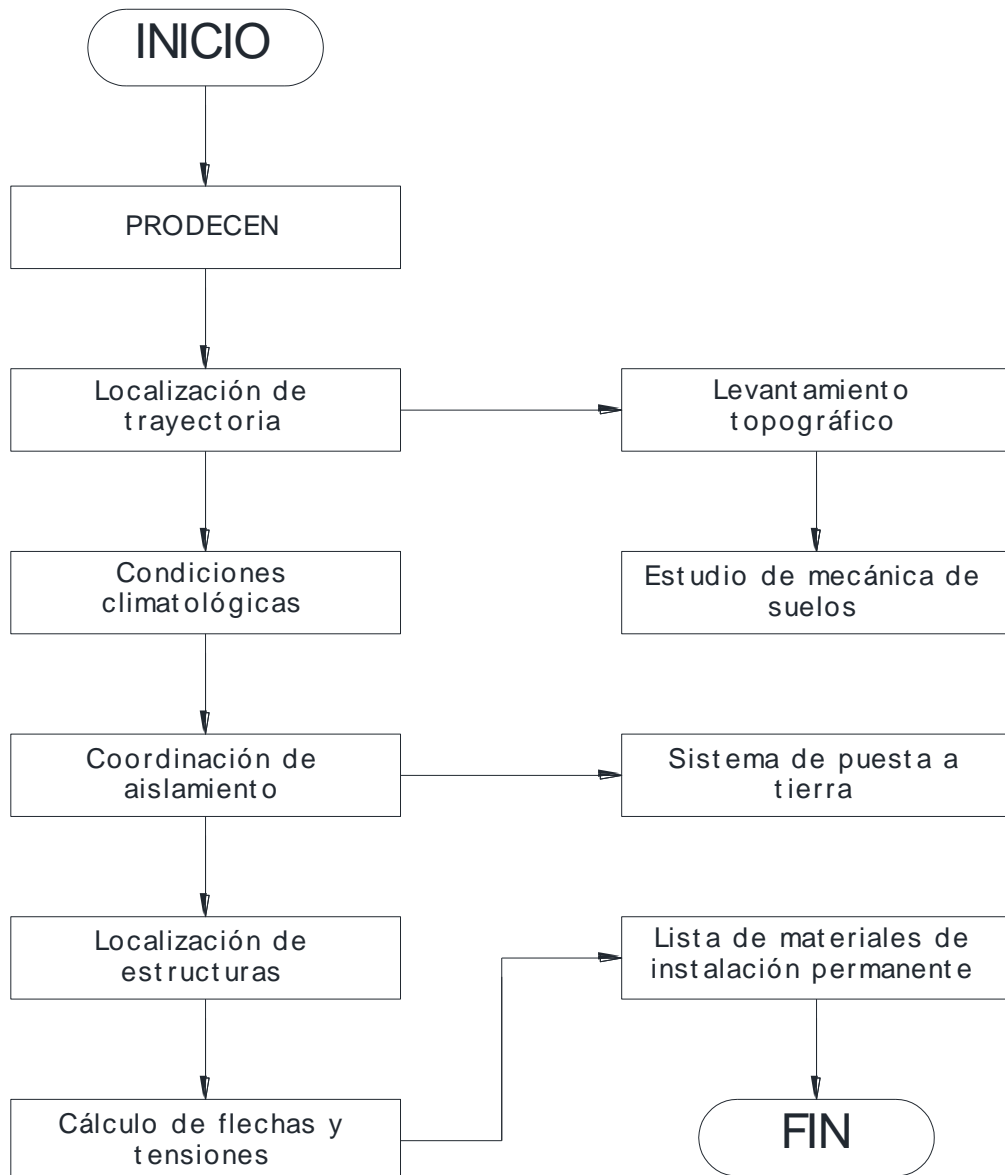 INICIO
PRODECEN
Localización de
trayectoria
Levantamiento
topográfico
Condiciones
climatológicas
Estudio de mecánica de
suelos
Coordinación de
aislamiento
Sistema de puesta a
tierra
Localización de
estructuras
Lista de materiales de
instalación permanente
Cálculo de flechas y
tensiones
FIN